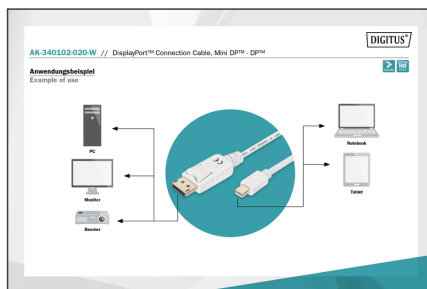 DIGITUS®
AK-340102-020-W // DisplayPort™ Connection Cable, Mini DP™ - DP™
Anwendungsbeispiel
Example of use
PC
Notebook
Monitor
Tablet
Beamer